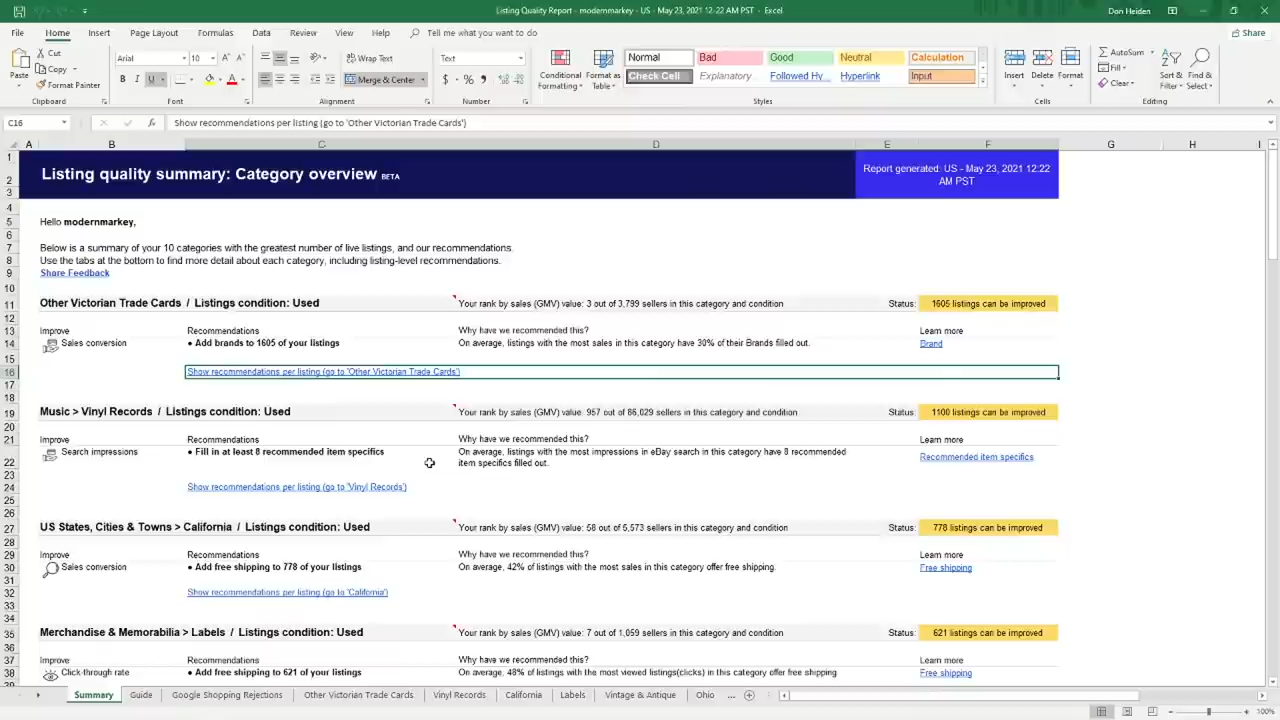 Listing Quality Report - modernmarkey - US - May 23, 2021 12-22 AM PST - Excel
Don Heiden
File Home Insert Page Layout Formulas Data Review View Help Tell me what you want to do
Share
Paste
Cut
Copy
Format Painter
Clipboard
Arial 10
B I U
Font
Wrap Text
Merge & Center
Alignment
Text
Number
Conditional Formatting
Format as Table
Normal Bad Good Neutral Calculation
Check Cell Explanatory ... Followed Hy... Hyperlink Input
Styles
Insert Delete Format
Cells
AutoSum
Fill
Clear
Sort & Filter
Find & Select
Editing
C16
Show recommendations per listing (go to 'Other Victorian Trade Cards')
A B C D E F G H I
Listing quality summary: Category overview BETA
Report generated: US - May 23, 2021 12:22 AM PST
Hello modernmarkey,
Below is a summary of your 10 categories with the greatest number of live listings, and our recommendations.
Use the tabs at the bottom to find more detail about each category, including listing-level recommendations.
Share Feedback
Other Victorian Trade Cards / Listings condition: Used
Your rank by sales (GMV) value: 3 out of 3,799 sellers in this category and condition
Status: 1605 listings can be improved
Improve Recommendations Why have we recommended this? Learn more
Sales conversion • Add brands to 1605 of your listings On average, listings with the most sales in this category have 30% of their Brands filled out. Brand
Show recommendations per listing (go to 'Other Victorian Trade Cards')
Music > Vinyl Records / Listings condition: Used
Your rank by sales (GMV) value: 957 out of 86,029 sellers in this category and condition
Status: 1100 listings can be improved
Improve Recommendations Why have we recommended this? Learn more
Search impressions • Fill in at least 8 recommended item specifics On average, listings with the most impressions in eBay search in this category have 8 recommended item specifics filled out. Recommended item specifics
Show recommendations per listing (go to 'Vinyl Records')
US States, Cities & Towns > California / Listings condition: Used
Your rank by sales (GMV) value: 58 out of 5,573 sellers in this category and condition
Status: 778 listings can be improved
Improve Recommendations Why have we recommended this? Learn more
Sales conversion • Add free shipping to 778 of your listings On average, 42% of listings with the most sales in this category offer free shipping. Free shipping
Show recommendations per listing (go to 'California')
Merchandise & Memorabilia > Labels / Listings condition: Used
Your rank by sales (GMV) value: 7 out of 1,059 sellers in this category and condition
Status: 621 listings can be improved
Improve Recommendations Why have we recommended this? Learn more
Click-through rate • Add free shipping to 621 of your listings On average, 48% of listings with the most viewed listings(clicks) in this category offer free shipping Free shipping
Summary Guide Google Shopping Rejections Other Victorian Trade Cards Vinyl Records California Labels Vintage & Antique Ohio ...
100%